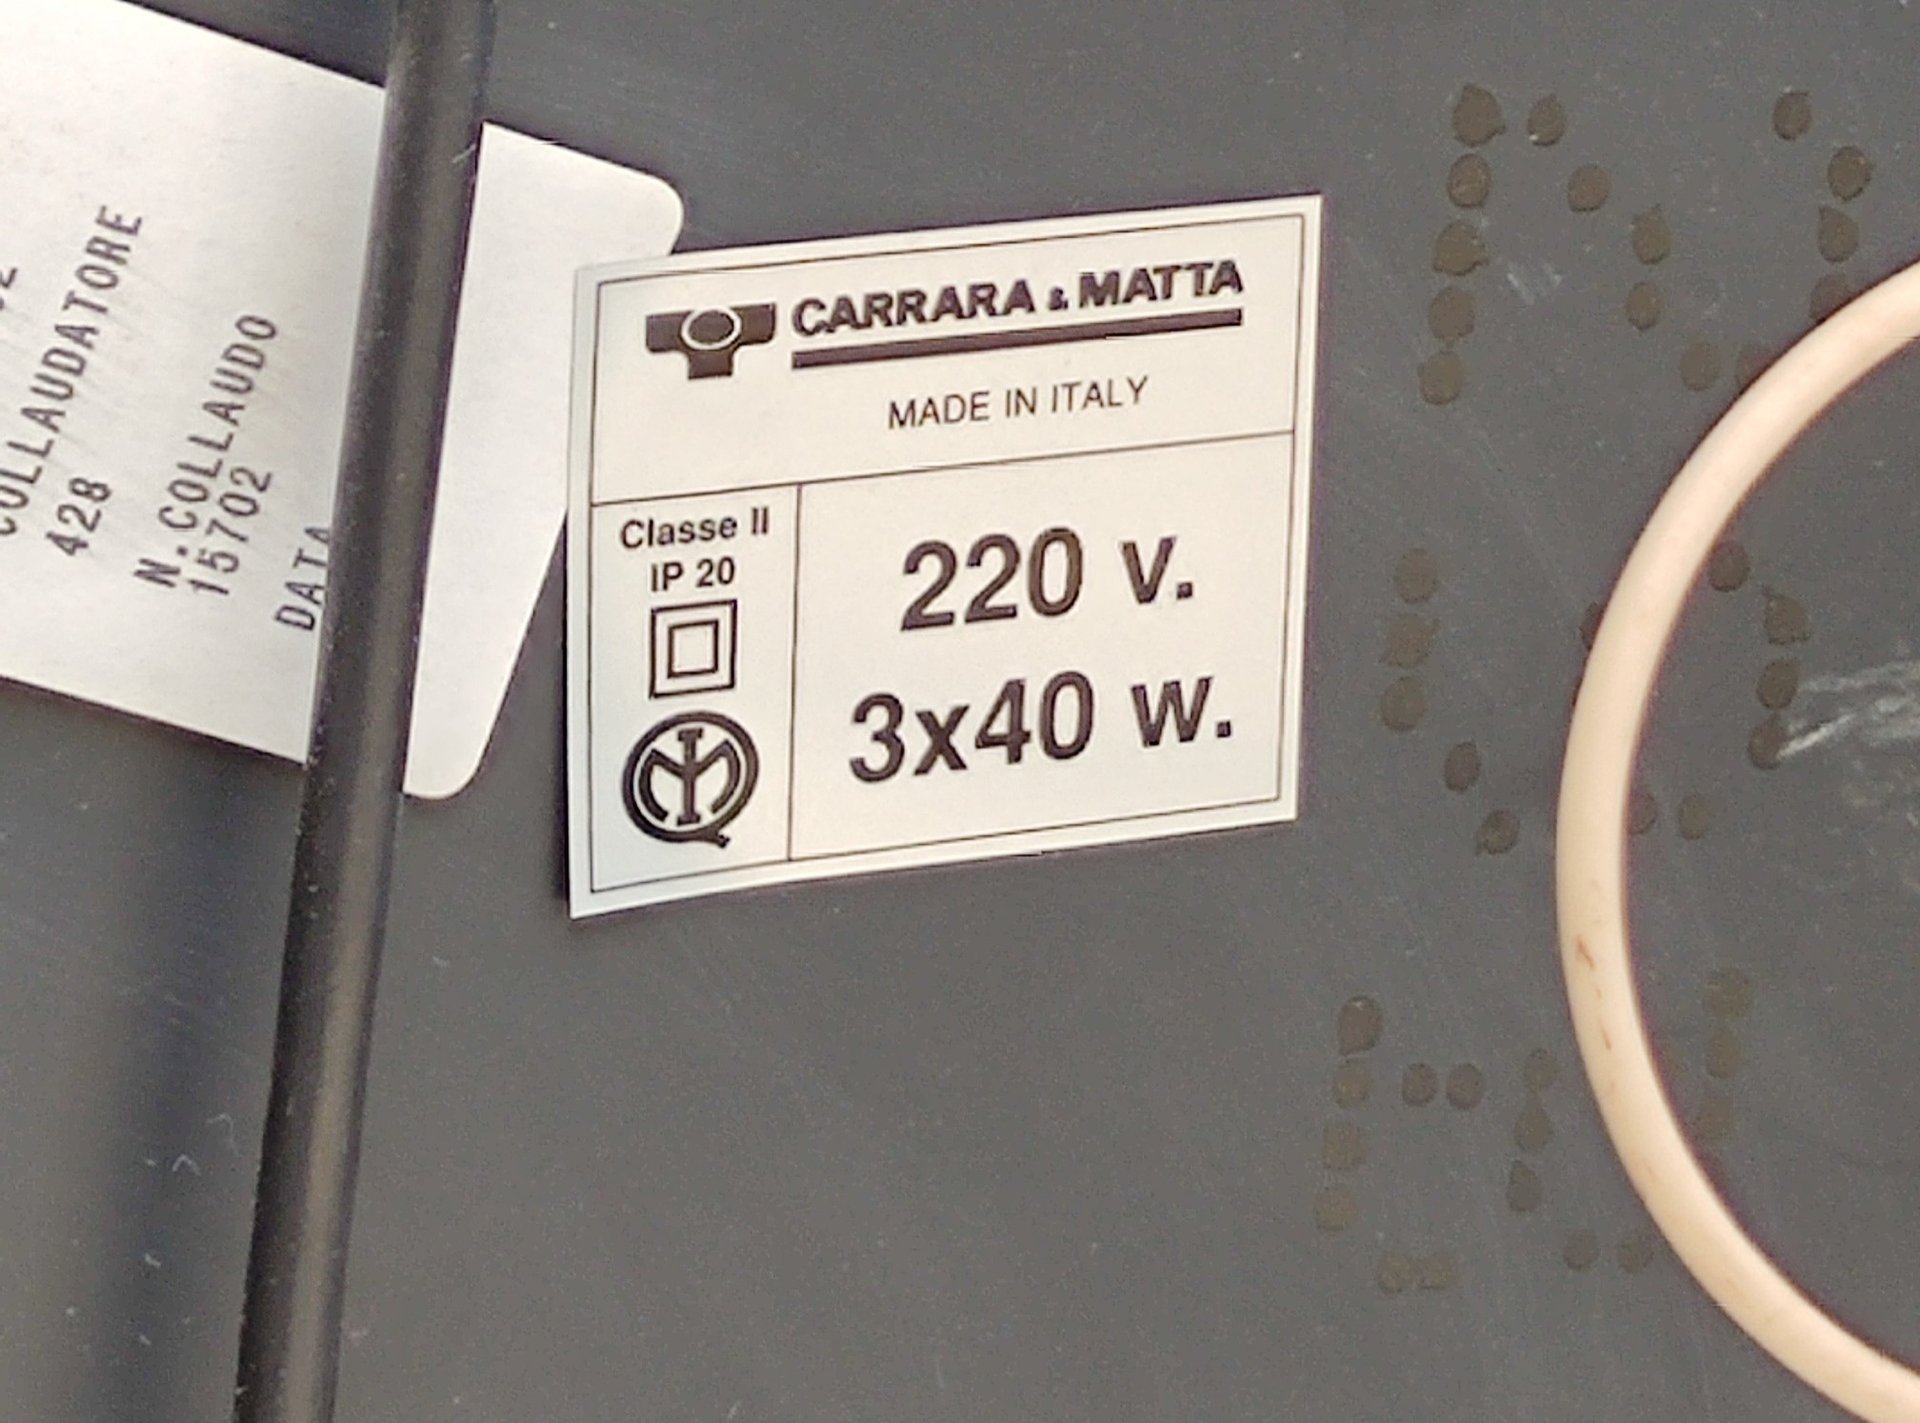 COLLAUDATORE
428
N.COLLAUDO
15702
DATA
CARRARA & MATTA
MADE IN ITALY
Classe II
IP 20
220 v.
3x40 w.